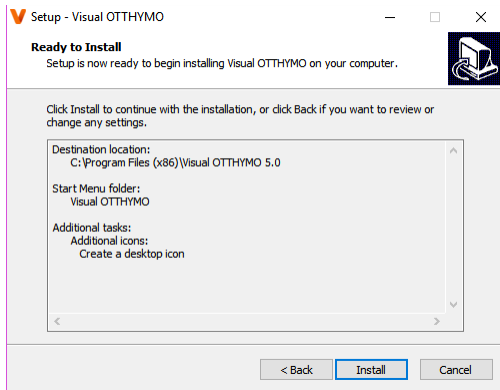 Setup - Visual OTTHYMO
Ready to Install
Setup is now ready to begin installing Visual OTTHYMO on your computer.
Click Install to continue with the installation, or click Back if you want to review or
change any settings.
Destination location:
C:\Program Files (x86)\Visual OTTHYMO 5.0
Start Menu folder:
Visual OTTHYMO
Additional tasks:
Additional icons:
Create a desktop icon
< Back
Install
Cancel